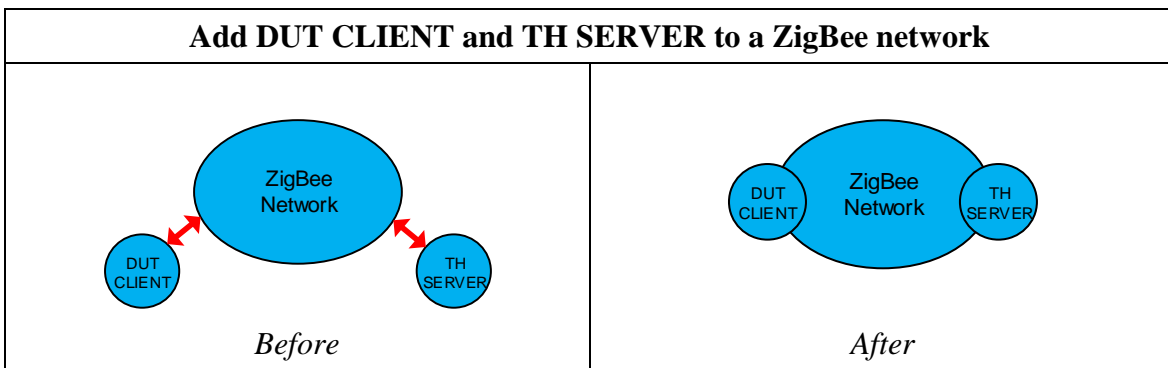 Add DUT CLIENT and TH SERVER to a ZigBee network
ZigBee
Network
DUT
CLIENT
TH
SERVER
Before
ZigBee
Network
DUT
CLIENT
TH
SERVER
After